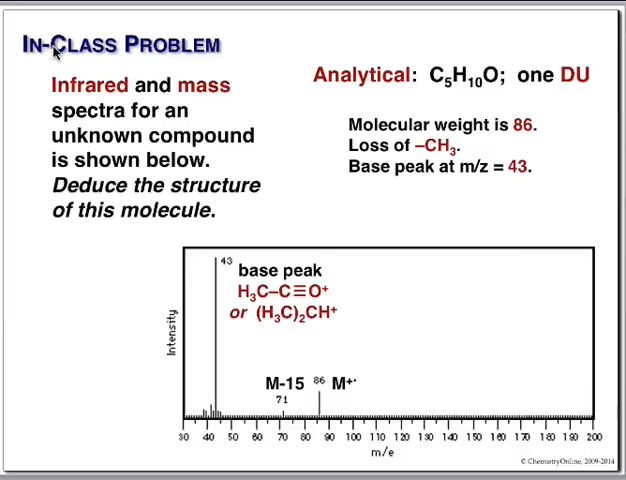 IN-CLASS PROBLEM
Infrared and mass
spectra for an
unknown compound
is shown below.
Deduce the structure
of this molecule.
Analytical: C5H10O; one DU
Molecular weight is 86.
Loss of –CH3.
Base peak at m/z = 43.
43
base peak
H3C–C≡O+
or (H3C)2CH+
Intensity
M-15 86 M+·
71
30 40 50 60 70 80 90 100 110 120 130 140 150 160 170 180 190 200
m/e
© ChemistryOnline, 2009-2014